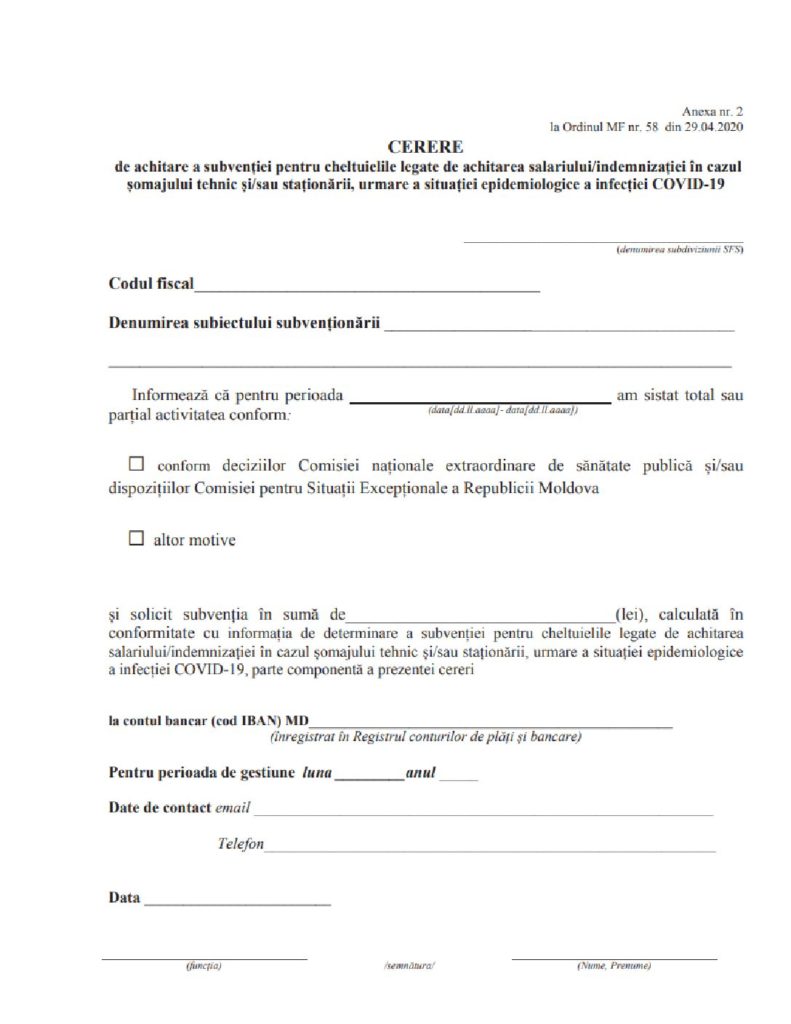 Anexa nr. 2
la Ordinul MF nr. 58 din 29.04.2020
CERERE
de achitare a subvenției pentru cheltuielile legate de achitarea salariului/indemnizației în cazul
șomajului tehnic și/sau staționării, urmare a situației epidemiologice a infecției COVID-19
(denumirea subdiviziunii SFS)
Codul fiscal
Denumirea subiectului subvenționării
Informează că pentru perioada am sistat total sau
(data[dd.ll.aaaa]- data[dd.ll.aaaa])
parțial activitatea conform:
☐ conform deciziilor Comisiei naționale extraordinare de sănătate publică și/sau
dispozițiilor Comisiei pentru Situații Excepționale a Republicii Moldova
☐ altor motive
și solicit subvenția în sumă de (lei), calculată în
conformitate cu informația de determinare a subvenției pentru cheltuielile legate de achitarea
salariului/indemnizației în cazul șomajului tehnic și/sau staționării, urmare a situației epidemiologice
a infecției COVID-19, parte componentă a prezentei cereri
la contul bancar (cod IBAN) MD
(înregistrat în Registrul conturilor de plăți și bancare)
Pentru perioada de gestiune luna anul
Date de contact email
Telefon
Data
(funcția) /semnătura/ (Nume, Prenume)